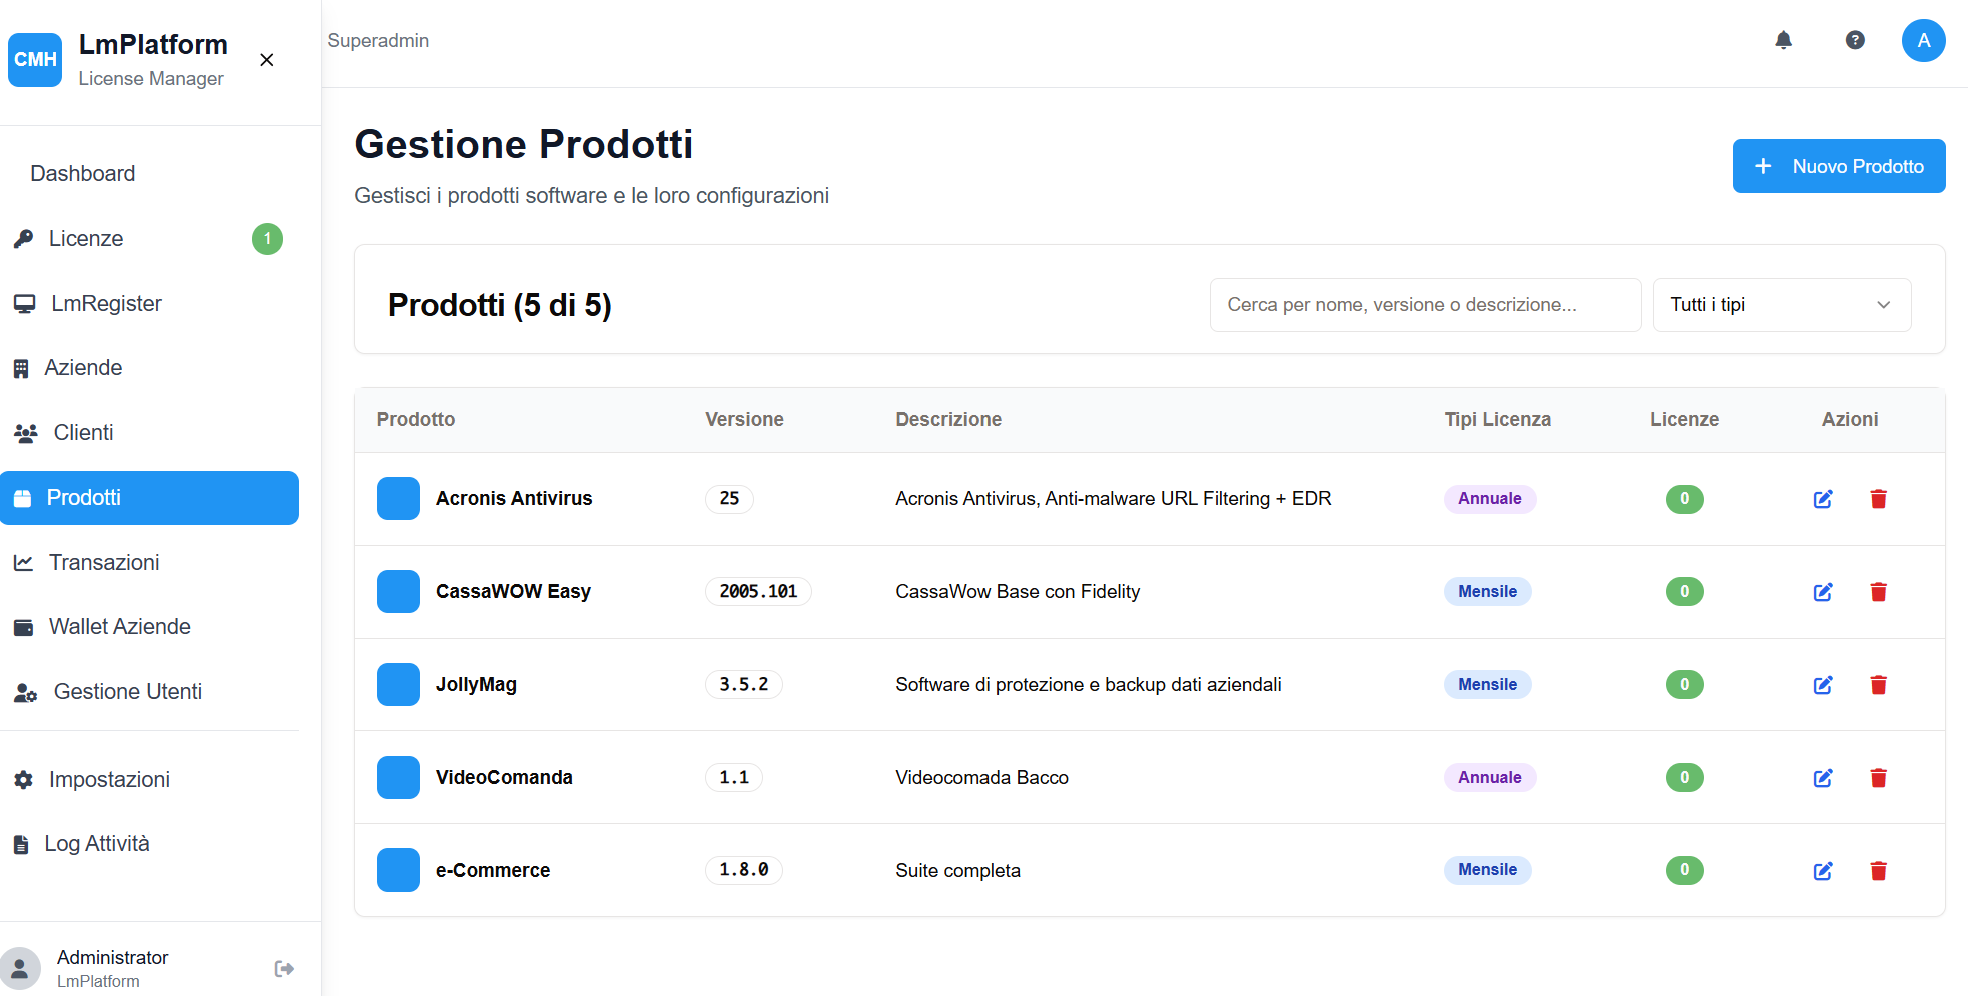 CMH
LmPlatform
License Manager
Superadmin
A
Dashboard
Licenze
1
LmRegister
Aziende
Clienti
Prodotti
Transazioni
Wallet Aziende
Gestione Utenti
Impostazioni
Log Attività
Administrator
LmPlatform
Gestione Prodotti
Gestisci i prodotti software e le loro configurazioni
+ Nuovo Prodotto
Prodotti (5 di 5)
Cerca per nome, versione o descrizione...
Tutti i tipi
Prodotto Versione Descrizione Tipi Licenza Licenze Azioni
Acronis Antivirus 25 Acronis Antivirus, Anti-malware URL Filtering + EDR Annuale 0
CassaWOW Easy 2005.101 CassaWow Base con Fidelity Mensile 0
JollyMag 3.5.2 Software di protezione e backup dati aziendali Mensile 0
VideoComanda 1.1 Videocomada Bacco Annuale 0
e-Commerce 1.8.0 Suite completa Mensile 0